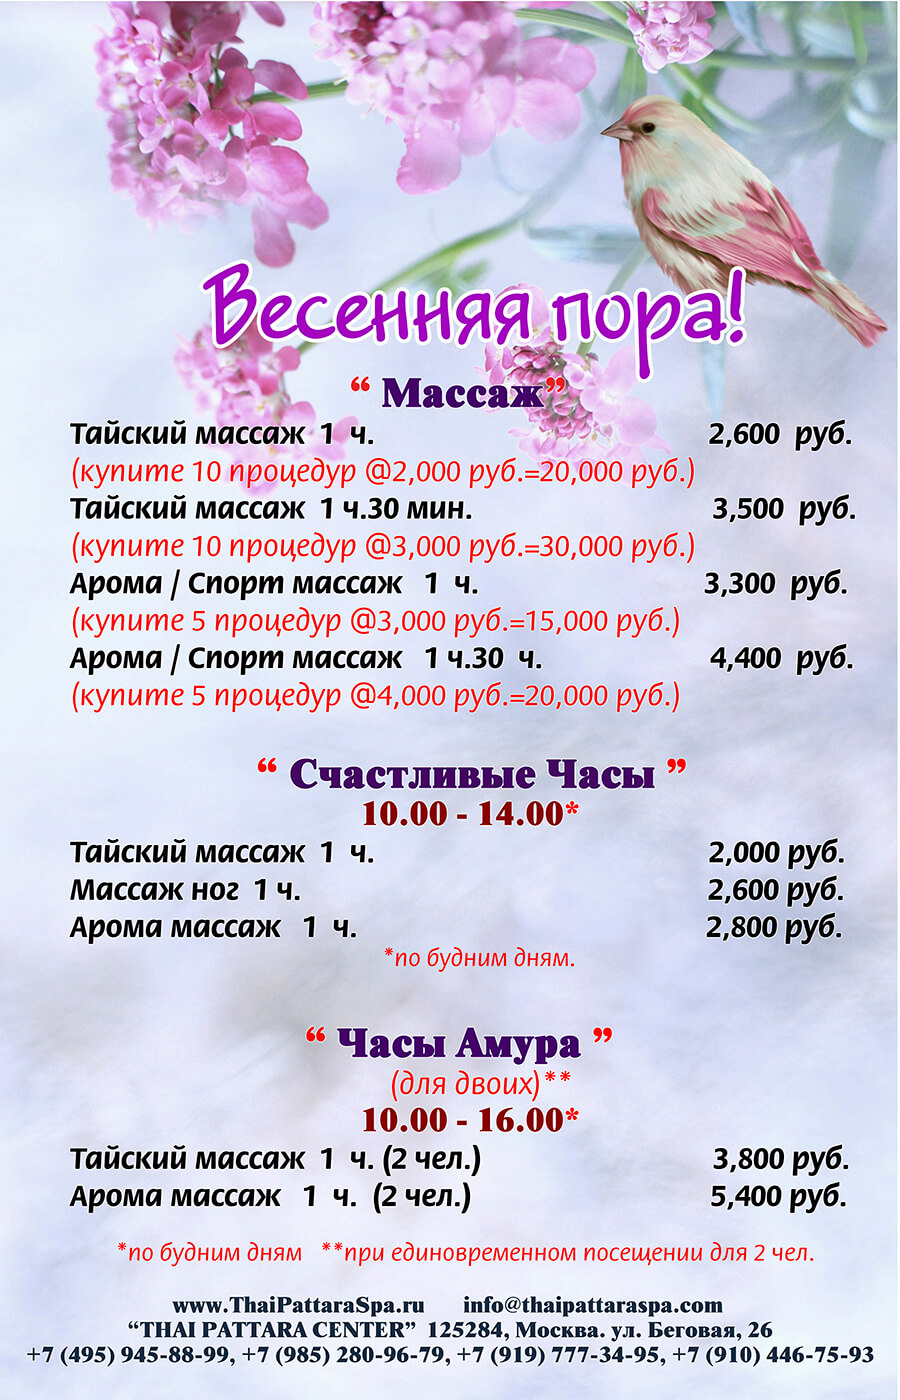 Весенняя пора!
“ Массаж”
Тайский массаж 1 ч. 2,600 руб.
(купите 10 процедур @2,000 руб.=20,000 руб.)
Тайский массаж 1 ч.30 мин. 3,500 руб.
(купите 10 процедур @3,000 руб.=30,000 руб.)
Арома / Спорт массаж 1 ч. 3,300 руб.
(купите 5 процедур @3,000 руб.=15,000 руб.)
Арома / Спорт массаж 1 ч.30 ч. 4,400 руб.
(купите 5 процедур @4,000 руб.=20,000 руб.)
“ Счастливые Часы ”
10.00 - 14.00*
Тайский массаж 1 ч. 2,000 руб.
Массаж ног 1 ч. 2,600 руб.
Арома массаж 1 ч. 2,800 руб.
*по будним дням.
“ Часы Амура ”
(для двоих)**
10.00 - 16.00*
Тайский массаж 1 ч. (2 чел.) 3,800 руб.
Арома массаж 1 ч. (2 чел.) 5,400 руб.
*по будним дням **при единовременном посещении для 2 чел.
www.ThaiPattaraSpa.ru info@thaipattaraspa.com
“THAI PATTARA CENTER” 125284, Москва. ул. Беговая, 26
+7 (495) 945-88-99, +7 (985) 280-96-79, +7 (919) 777-34-95, +7 (910) 446-75-93